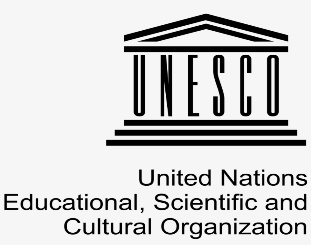 UNESCO
United Nations
Educational, Scientific and
Cultural Organization